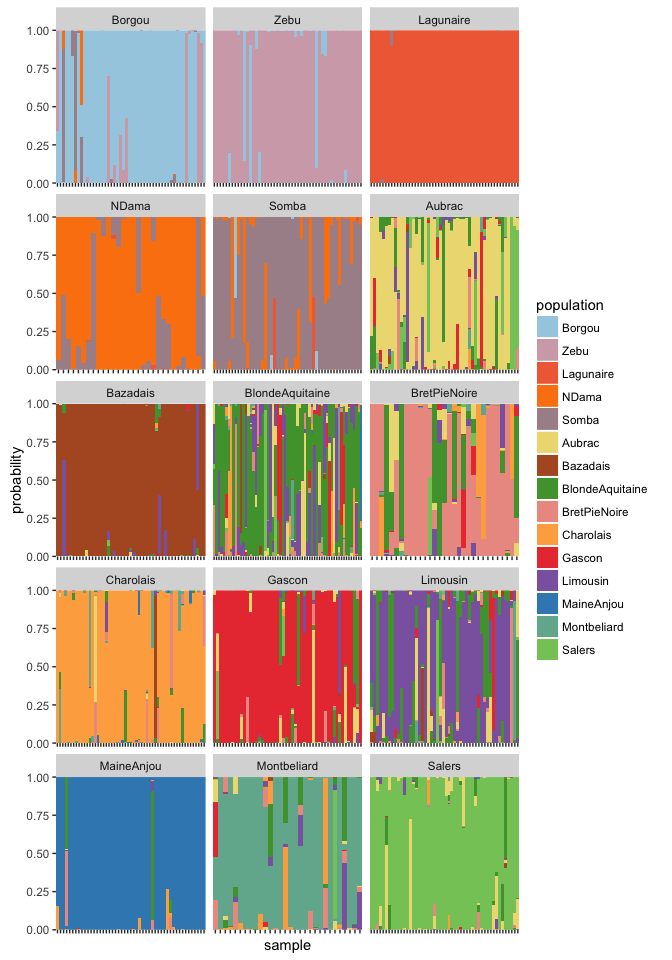 Borgou Zebu Lagunaire
1.00
0.75
0.50
0.25
0.00
NDama Somba Aubrac
1.00
0.75
0.50
0.25
0.00
Bazadais BlondeAquitaine BretPieNoire
1.00
0.75
0.50
0.25
0.00
Charolais Gascon Limousin
1.00
0.75
0.50
0.25
0.00
MaineAnjou Montbeliard Salers
1.00
0.75
0.50
0.25
0.00
probability
sample
population
Borgou
Zebu
Lagunaire
NDama
Somba
Aubrac
Bazadais
BlondeAquitaine
BretPieNoire
Charolais
Gascon
Limousin
MaineAnjou
Montbeliard
Salers